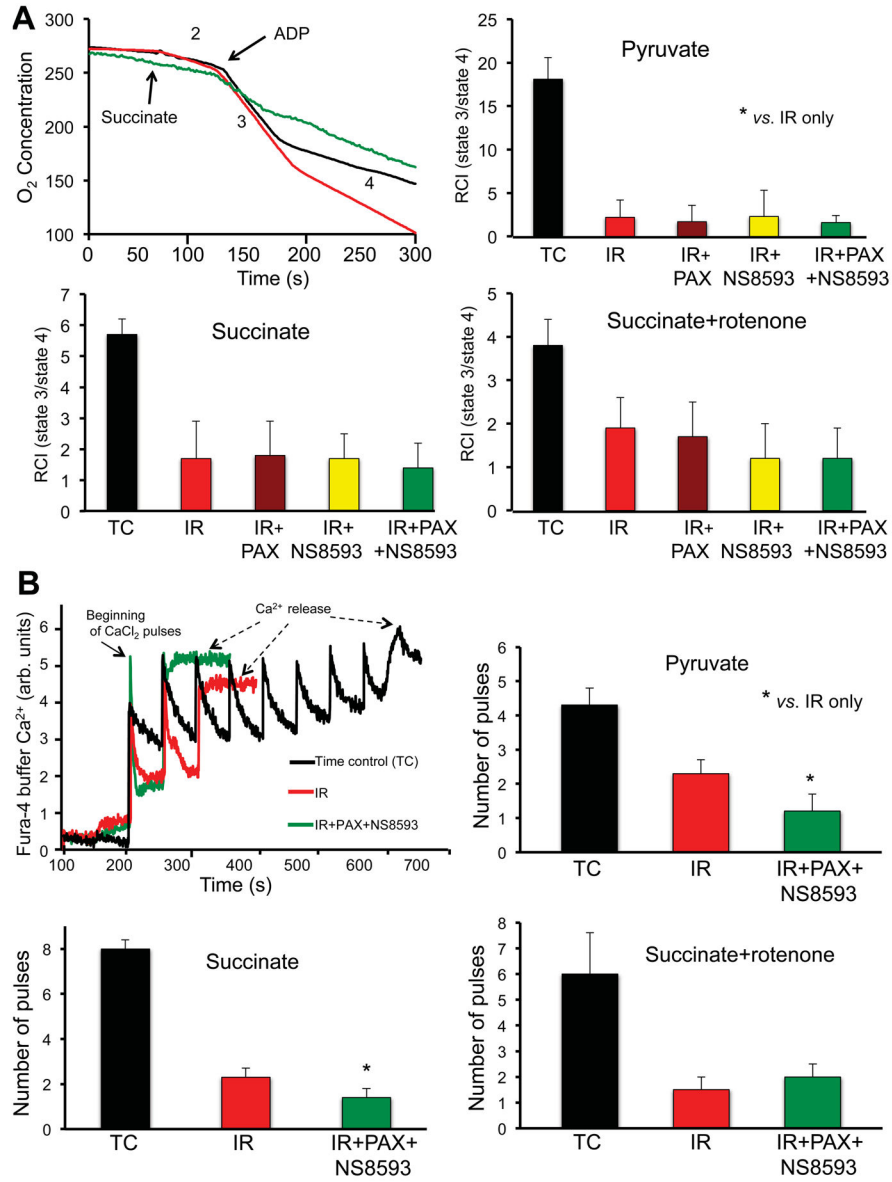 A
300
250
200
150
100
O2 Concentration
2
ADP
Succinate
3
4
0 50 100 150 200 250 300
Time (s)
25
20
15
10
5
0
RCI (state 3/state 4)
Pyruvate
* vs. IR only
TC IR IR+ IR+ IR+PAX
PAX NS8593 +NS8593
7
6
5
4
3
2
1
0
RCI (state 3/state 4)
Succinate
TC IR IR+ IR+ IR+PAX
PAX NS8593 +NS8593
5
4
3
2
1
0
RCI (state 3/state 4)
Succinate+rotenone
TC IR IR+ IR+ IR+PAX
PAX NS8593 +NS8593
B
6
5
4
3
2
1
0
Fura-4 buffer Ca2+ (arb. units)
Beginning
of CaCl2 pulses
Ca2+ release
Time control (TC)
IR
IR+PAX+NS8593
100 200 300 400 500 600 700
Time (s)
6
5
4
3
2
1
0
Number of pulses
Pyruvate
* vs. IR only
*
TC IR IR+PAX+
NS8593
8
6
4
2
0
Number of pulses
Succinate
*
TC IR IR+PAX+
NS8593
8
7
6
5
4
3
2
1
0
Number of pulses
Succinate+rotenone
TC IR IR+PAX+
NS8593